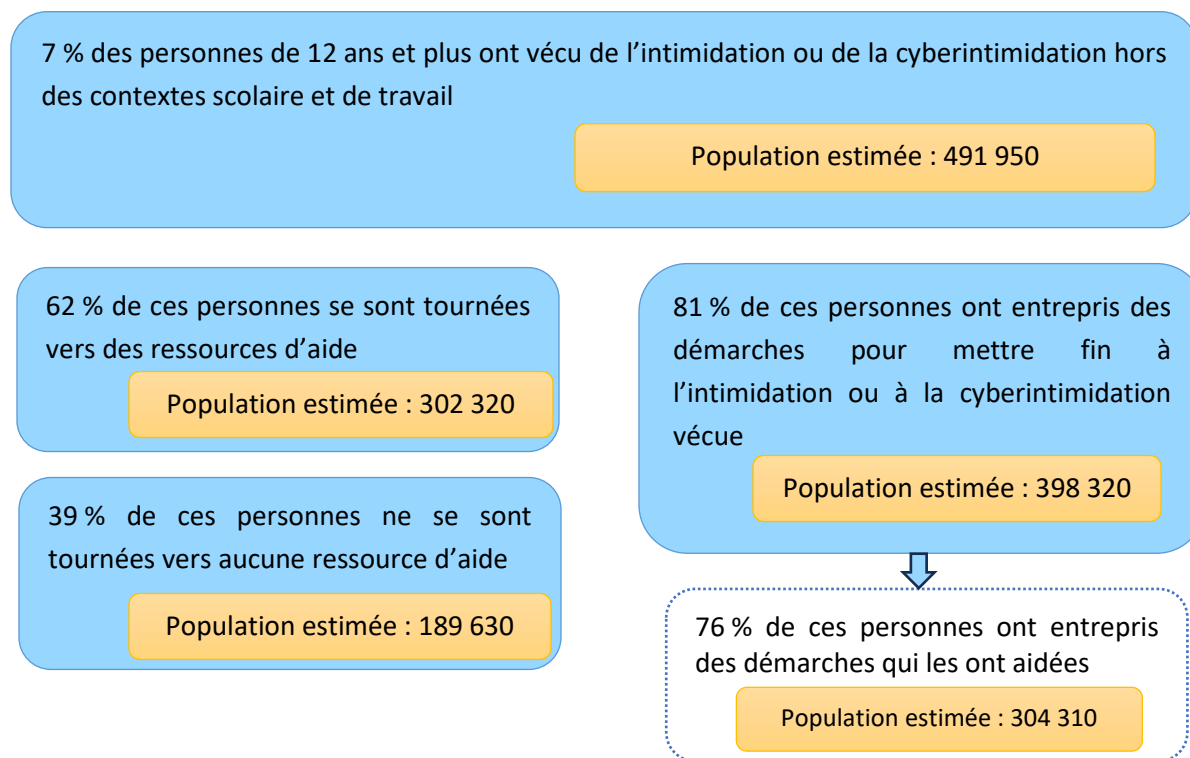 7 % des personnes de 12 ans et plus ont vécu de l’intimidation ou de la cyberintimidation hors
des contextes scolaire et de travail
Population estimée : 491 950
62 % de ces personnes se sont tournées
vers des ressources d’aide
Population estimée : 302 320
39 % de ces personnes ne se sont
tournées vers aucune ressource d’aide
Population estimée : 189 630
81 % de ces personnes ont entrepris des
démarches pour mettre fin à
l’intimidation ou à la cyberintimidation
vécue
Population estimée : 398 320
76 % de ces personnes ont entrepris
des démarches qui les ont aidées
Population estimée : 304 310